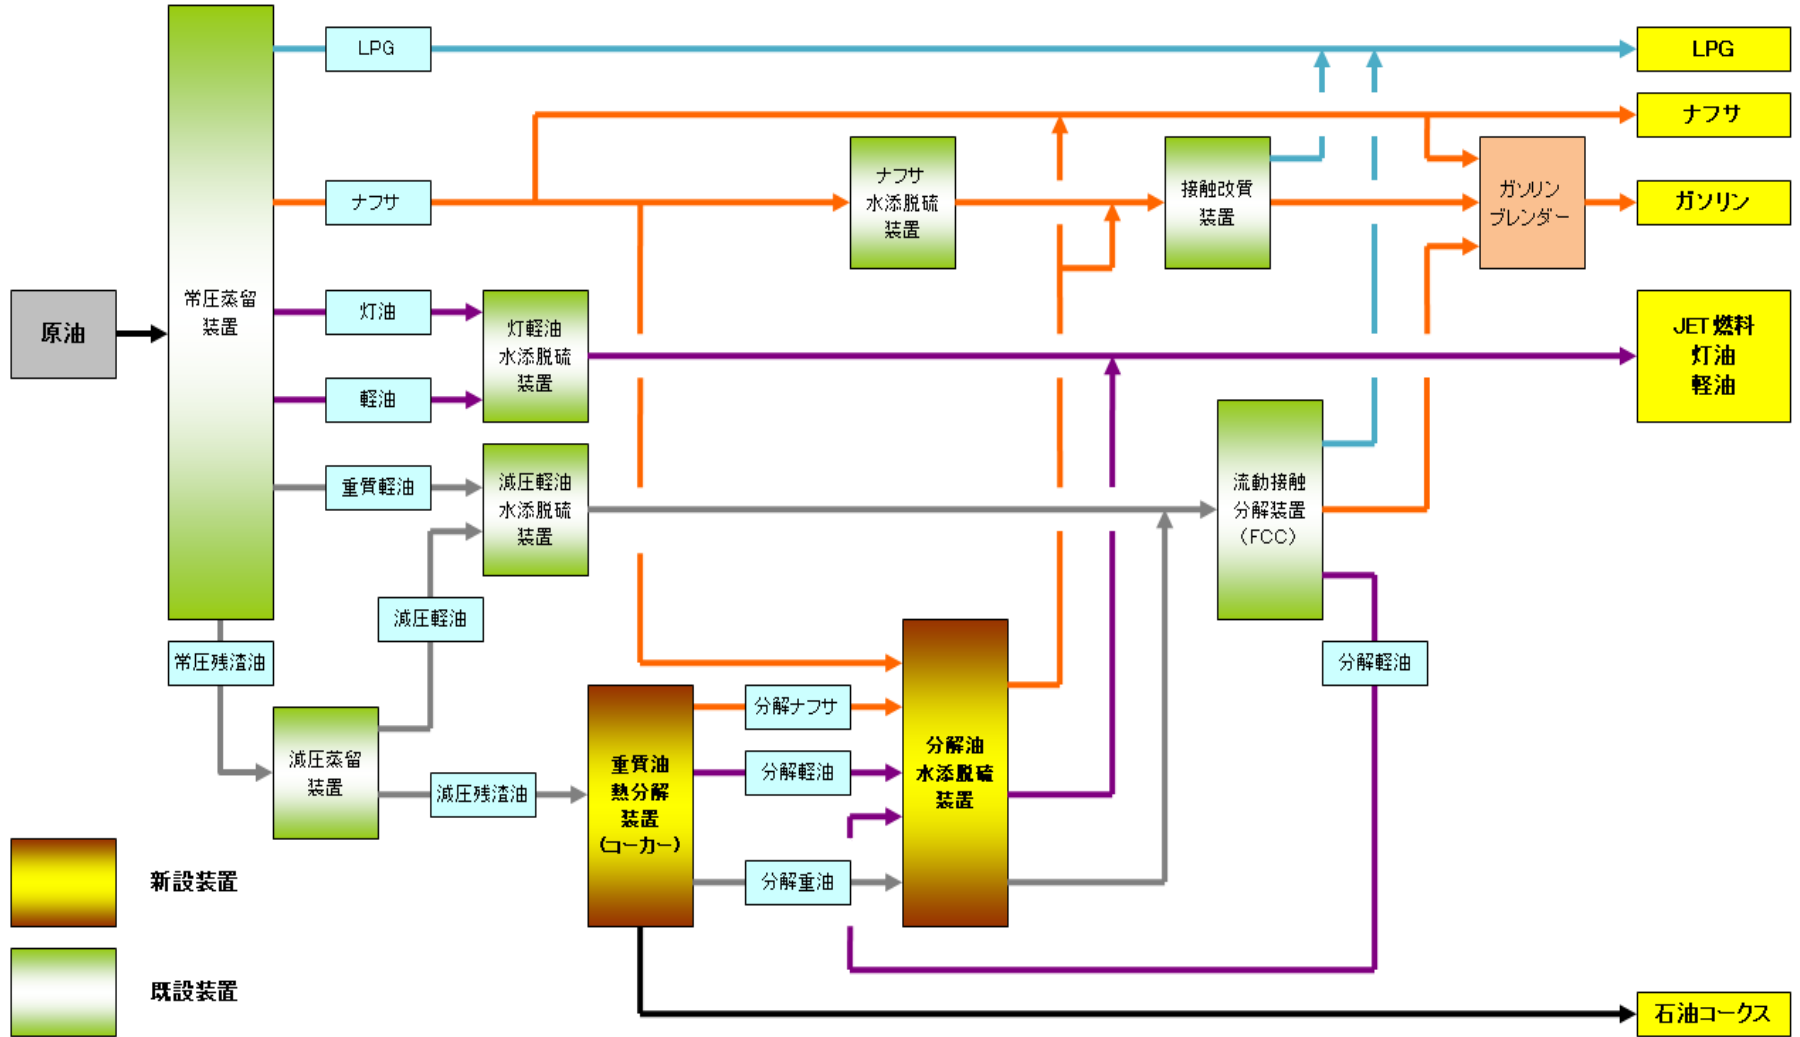 LPG
LPG
ナフサ
ナフサ
水添脱硫
装置
接触改質
装置
ガソリン
ブレンダー
ナフサ
ガソリン
原油
常圧蒸留
装置
灯油
軽油
灯軽油
水添脱硫
装置
JET燃料
灯油
軽油
重質軽油
減圧軽油
水添脱硫
装置
流動接触
分解装置
(FCC)
減圧軽油
常圧残渣油
減圧蒸留
装置
減圧残渣油
重質油
熱分解
装置
(コーカー)
分解ナフサ
分解軽油
分解重油
分解油
水添脱硫
装置
分解軽油
新設装置
既設装置
石油コークス